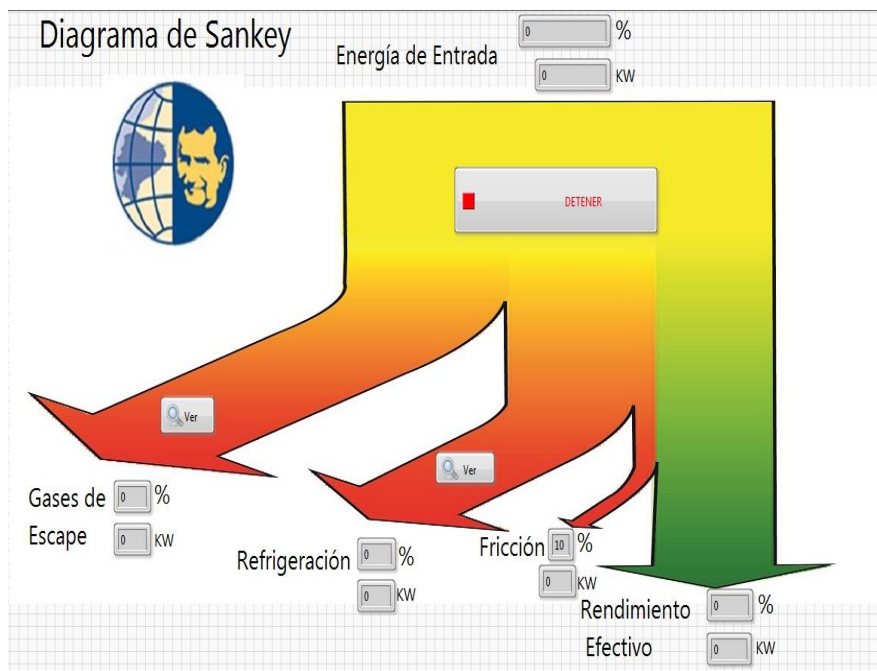 Diagrama de Sankey
Energía de Entrada
0 %
0 KW
DETENER
Ver
Ver
Gases de
Escape
0 %
0 KW
Refrigeración
0 %
0 KW
Fricción
10 %
0 KW
Rendimiento
Efectivo
0 %
0 KW